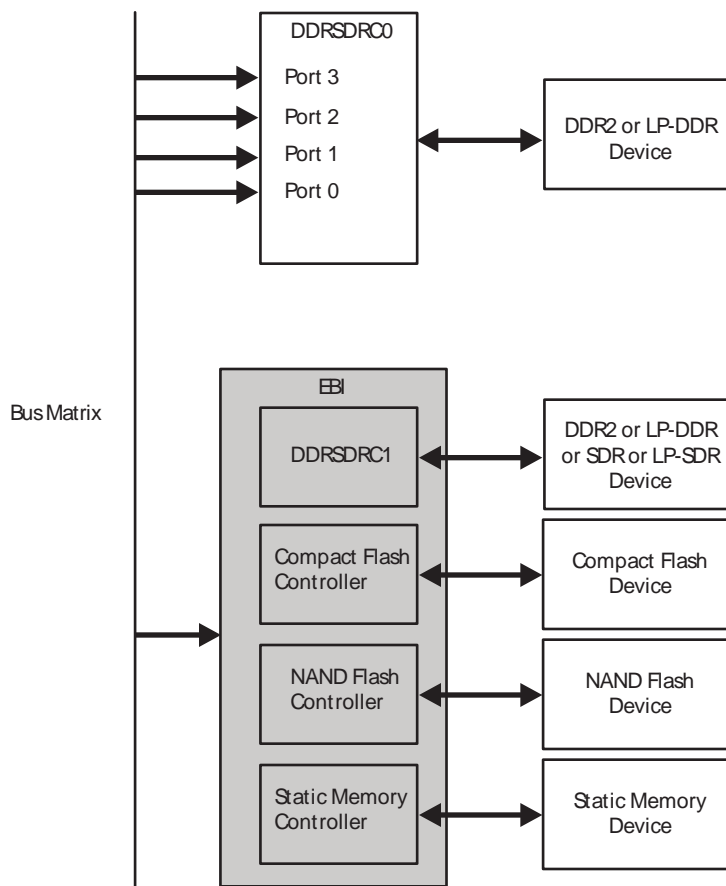 DDRSDRC0
Port 3
Port 2
Port 1
Port 0
DDR2 or LP-DDR
Device
Bus Matrix
EBI
DDRSDRC1
DDR2 or LP-DDR
or SDR or LP-SDR
Device
Compact Flash
Controller
Compact Flash
Device
NAND Flash
Controller
NAND Flash
Device
Static Memory
Controller
Static Memory
Device